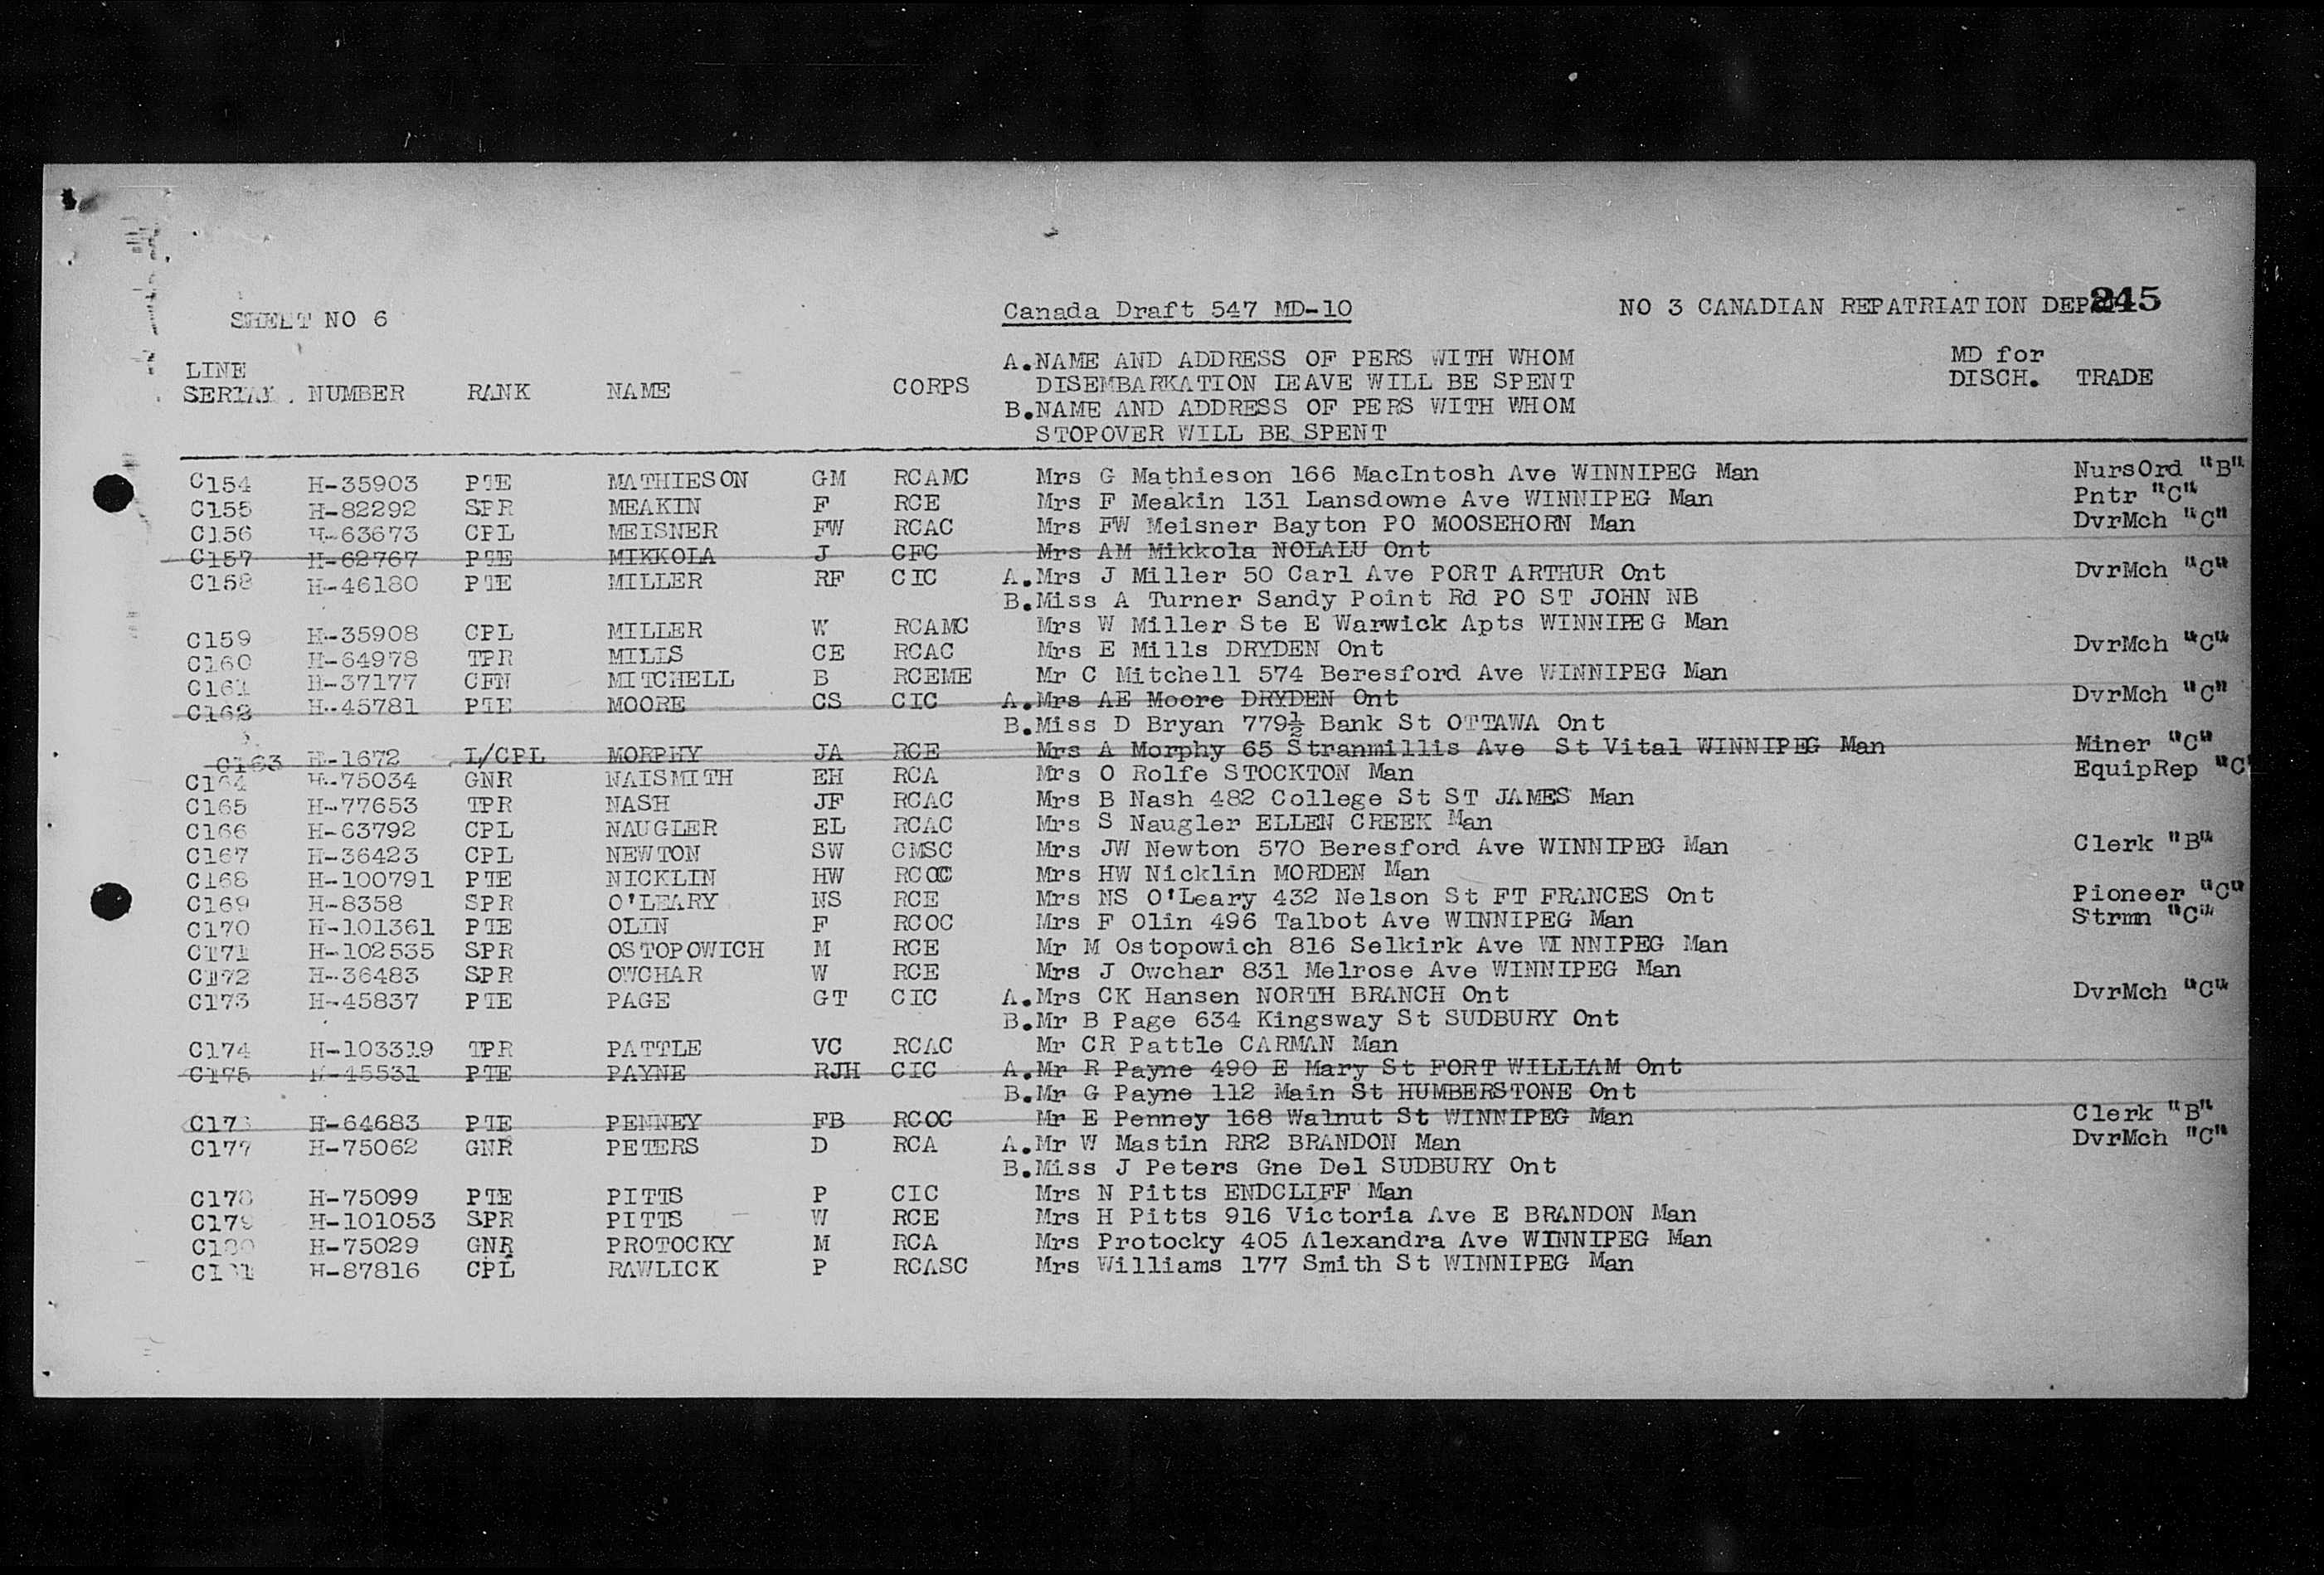 SHEET NO 6 Canada Draft 547 MD-10 NO 3 CANADIAN REPATRIATION 245
LINE SERIAL. NUMBER RANK NAME CORPS A.NAME AND ADDRESS OF PERS WITH WHOM MD for DISCH. TRADE
DISEMBARKATION LEAVE WILL BE SPENT
B.NAME AND ADDRESS OF PERS WITH WHOM
STOPOVER WILL BE SPENT
C154 H-35903 PTE MATHIESON GM RCAMC Mrs G Mathieson 166 MacIntosh Ave WINNIPEG Man NursOrd "B"
C155 H-82292 SPR MEAKIN F RCE Mrs F Meakin 131 Lansdowne Ave WINNIPEG Man Pntr "C"
C156 H-63673 CPL MEISNER FW RCAC Mrs FW Meisner Bayton PO MOOSEHORN Man DvrMch "C"
C157 H-62767 PTE MIKKOLA J CFC Mrs AM Mikkola NOLALU Ont
C158 H-46180 PTE MILLER RF CIC A.Mrs J Miller 50 Carl Ave PORT ARTHUR Ont DvrMch "C"
B.Miss A Turner Sandy Point Rd PO ST JOHN NB
C159 H-35908 CPL MILLER W RCAMC Mrs W Miller Ste E Warwick Apts WINNIPEG Man
C160 H-64978 TPR MILLS CE RCAC Mrs E Mills DRYDEN Ont DvrMch "C"
C161 H-37177 CFN MITCHELL B RCEME Mr C Mitchell 574 Beresford Ave WINNIPEG Man
C162 H-45781 PTE MOORE CS CIC A.Mrs AE Moore DRYDEN Ont DvrMch "C"
B.Miss D Bryan 779½ Bank St OTTAWA Ont
C163 H-1672 L/CPL MORPHY JA RCE Mrs A Morphy 65 Stranmillis Ave St Vital WINNIPEG Man Miner "C"
C164 H-75034 GNR NAISMITH EH RCA Mrs O Rolfe STOCKTON Man EquipRep "C
C165 H-77653 TPR NASH JF RCAC Mrs B Nash 482 College St ST JAMES Man
C166 H-63792 CPL NAUGLER EL RCAC Mrs S Naugler ELLEN CREEK Man
C167 H-36423 CPL NEWTON SW CMSC Mrs JW Newton 570 Beresford Ave WINNIPEG Man Clerk "B"
C168 H-100791 PTE NICKLIN HW RCOC Mrs HW Nicklin MORDEN Man
C169 H-8358 SPR O'LEARY NS RCE Mrs NS O'Leary 432 Nelson St FT FRANCES Ont Pioneer "C"
C170 H-101361 PTE OLIN F RCOC Mrs F Olin 496 Talbot Ave WINNIPEG Man Strmn "C"
C171 H-102535 SPR OSTOPOWICH M RCE Mr M Ostopowich 816 Selkirk Ave WINNIPEG Man
C172 H-36483 SPR OWCHAR W RCE Mrs J Owchar 831 Melrose Ave WINNIPEG Man
C173 H-45837 PTE PAGE GT CIC A.Mrs CK Hansen NORTH BRANCH Ont DvrMch "C"
B.Mr B Page 634 Kingsway St SUDBURY Ont
C174 H-103319 TPR PATTLE VC RCAC Mr CR Pattle CARMAN Man
C175 H-45531 PTE PAYNE RJH CIC A.Mr R Payne 490 E Mary St FORT WILLIAM Ont
B.Mr G Payne 112 Main St HUMBERSTONE Ont
H-64683 PTE PENNEY FB RCOC Mr E Penney 168 Walnut St WINNIPEG Man Clerk "B"
C177 H-75062 GNR PETERS D RCA A.Mr W Mastin RR2 BRANDON Man DvrMch "C"
B.Miss J Peters Gne Del SUDBURY Ont
C178 H-75099 PTE PITTS P CIC Mrs N Pitts ENDCLIFF Man
C179 H-101053 SPR PITTS W RCE Mrs H Pitts 916 Victoria Ave E BRANDON Man
H-75029 GNR PROTOCKY M RCA Mrs Protocky 405 Alexandra Ave WINNIPEG Man
H-87816 CPL RAWLICK P RCASC Mrs Williams 177 Smith St WINNIPEG Man